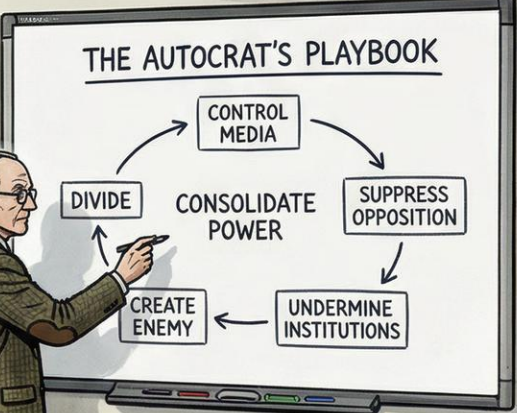 THE AUTOCRAT'S PLAYBOOK
CONTROL
MEDIA
DIVIDE
CONSOLIDATE
POWER
SUPPRESS
OPPOSITION
CREATE
ENEMY
UNDERMINE
INSTITUTIONS